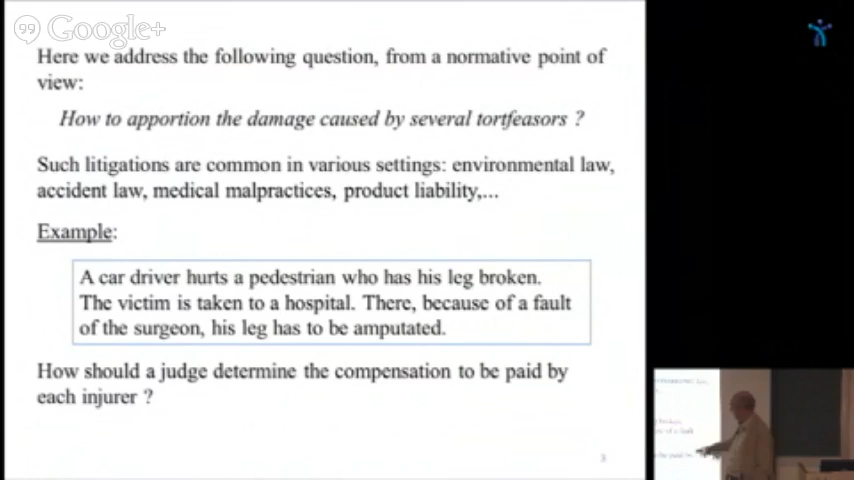 Google+
Here we address the following question, from a normative point of
view:
How to apportion the damage caused by several tortfeasors ?
Such litigations are common in various settings: environmental law,
accident law, medical malpractices, product liability,...
Example:
A car driver hurts a pedestrian who has his leg broken.
The victim is taken to a hospital. There, because of a fault
of the surgeon, his leg has to be amputated.
How should a judge determine the compensation to be paid by
each injurer ?
3